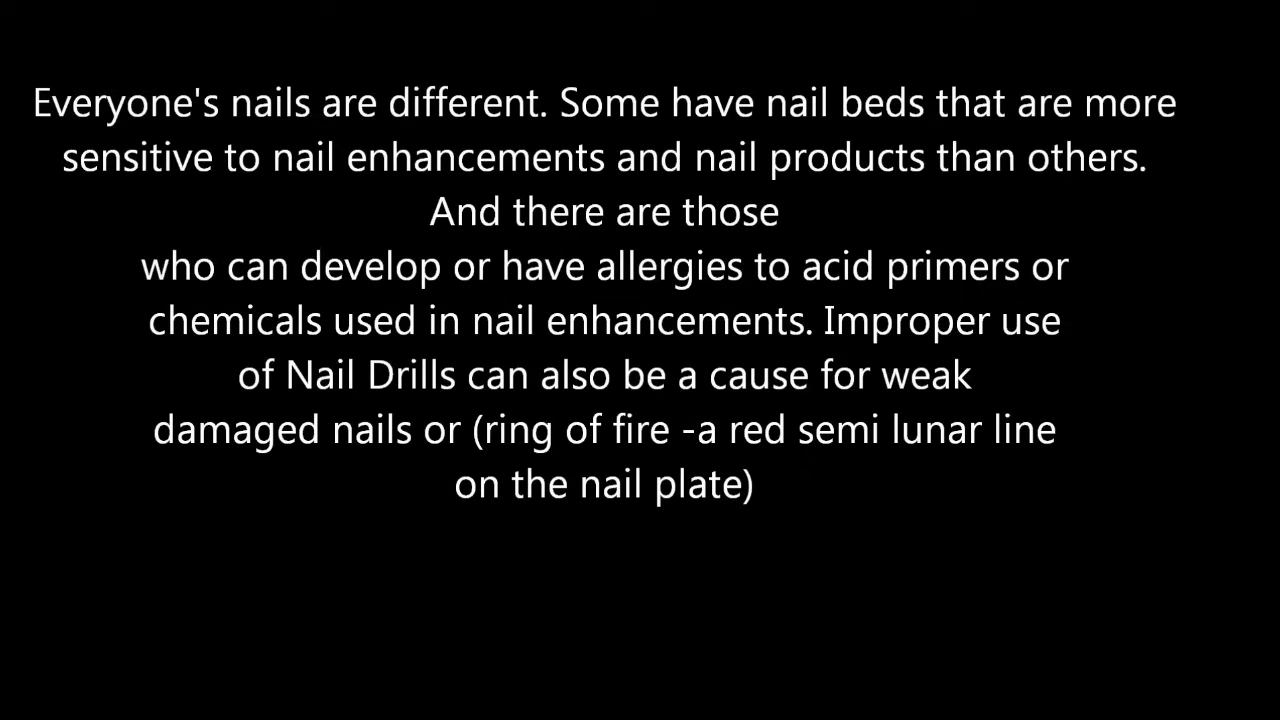 Everyone's nails are different. Some have nail beds that are more
sensitive to nail enhancements and nail products than others.
And there are those
who can develop or have allergies to acid primers or
chemicals used in nail enhancements. Improper use
of Nail Drills can also be a cause for weak
damaged nails or (ring of fire -a red semi lunar line
on the nail plate)